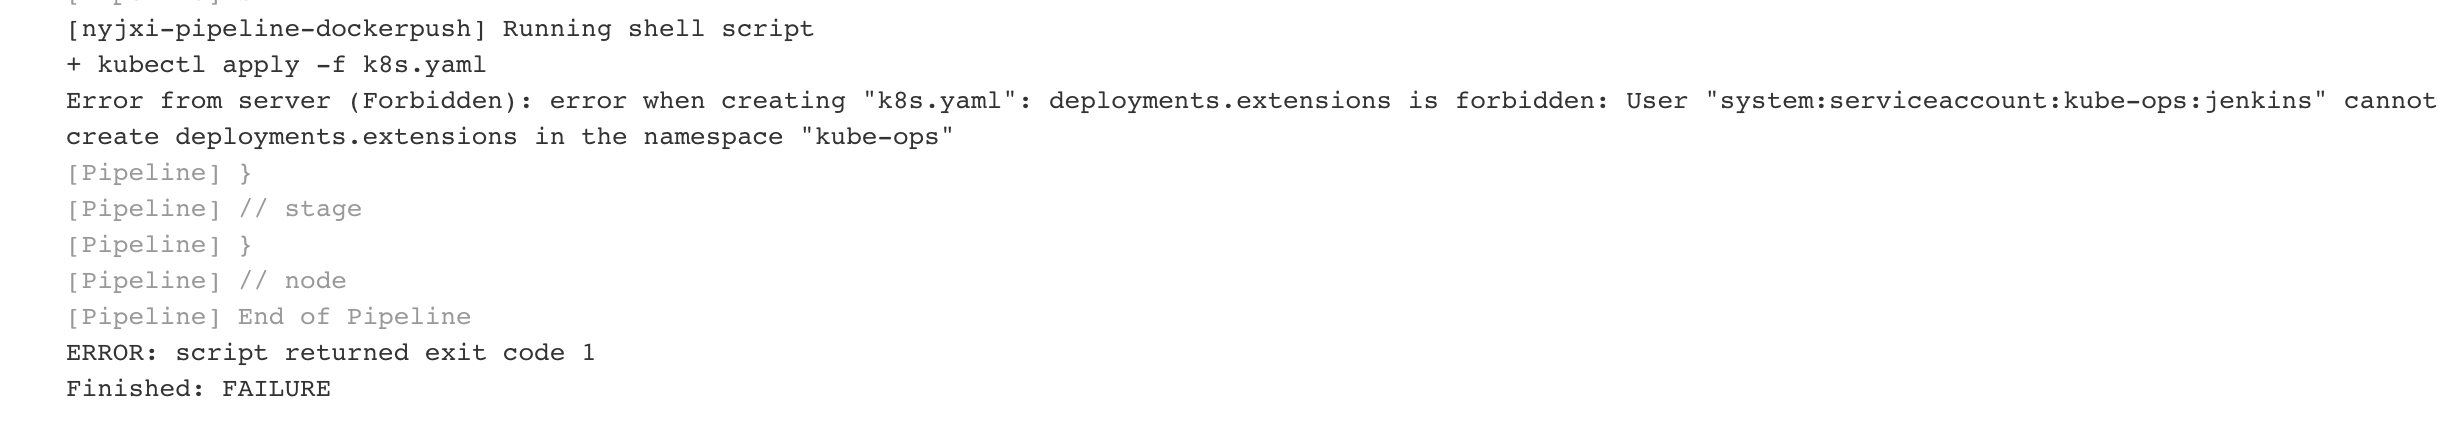 [nyjxi-pipeline-dockerpush] Running shell script
+ kubectl apply -f k8s.yaml
Error from server (Forbidden): error when creating "k8s.yaml": deployments.extensions is forbidden: User "system:serviceaccount:kube-ops:jenkins" cannot
create deployments.extensions in the namespace "kube-ops"
[Pipeline] }
[Pipeline] // stage
[Pipeline] }
[Pipeline] // node
[Pipeline] End of Pipeline
ERROR: script returned exit code 1
Finished: FAILURE